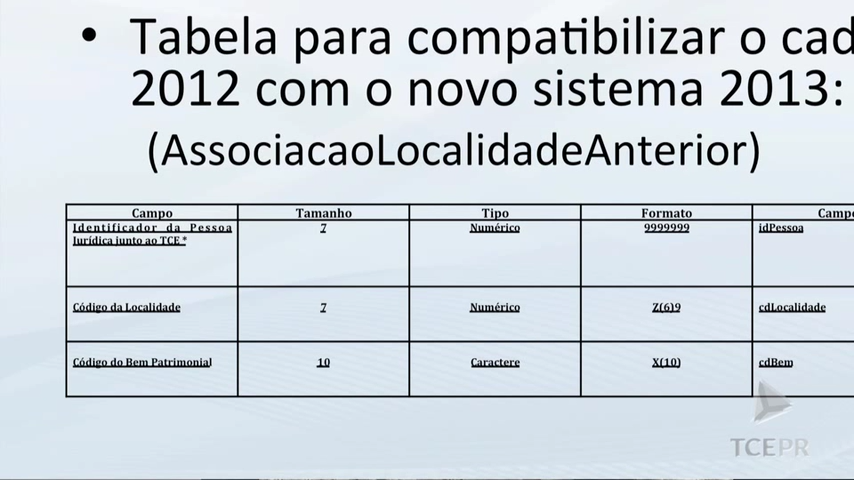 • Tabela para compatibilizar o cad
2012 com o novo sistema 2013:
(AssociacaoLocalidadeAnterior)
Campo Tamanho Tipo Formato Campo
Identificador da Pessoa Jurídica junto ao TCE.* 7 Numérico 9999999 idPessoa
Código da Localidade 7 Numérico Z(6)9 cdLocalidade
Código do Bem Patrimonial 10 Caractere X(10) cdBem
TCEPR